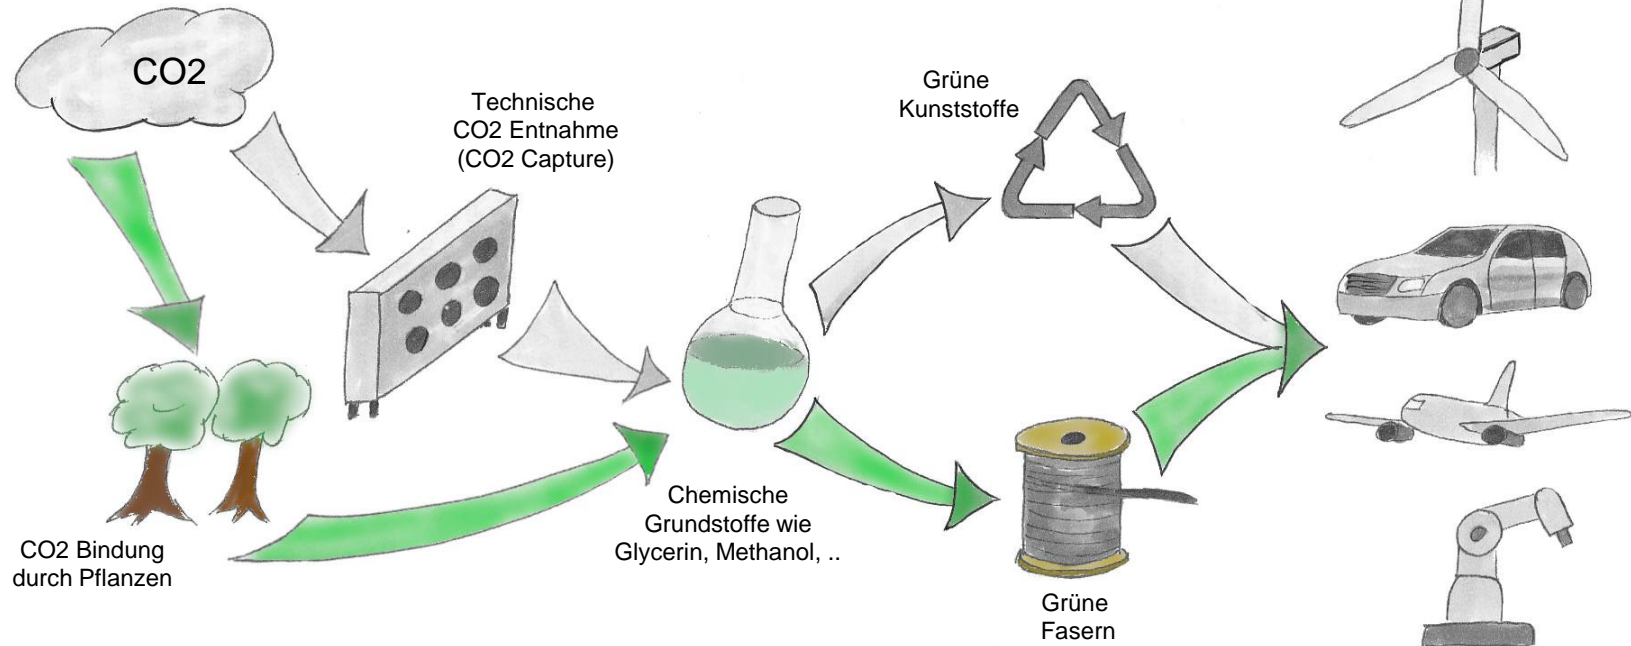 CO2
Technische
CO2 Entnahme
(CO2 Capture)
Grüne
Kunststoffe
CO2 Bindung
durch Pflanzen
Chemische
Grundstoffe wie
Glycerin, Methanol, ..
Grüne
Fasern